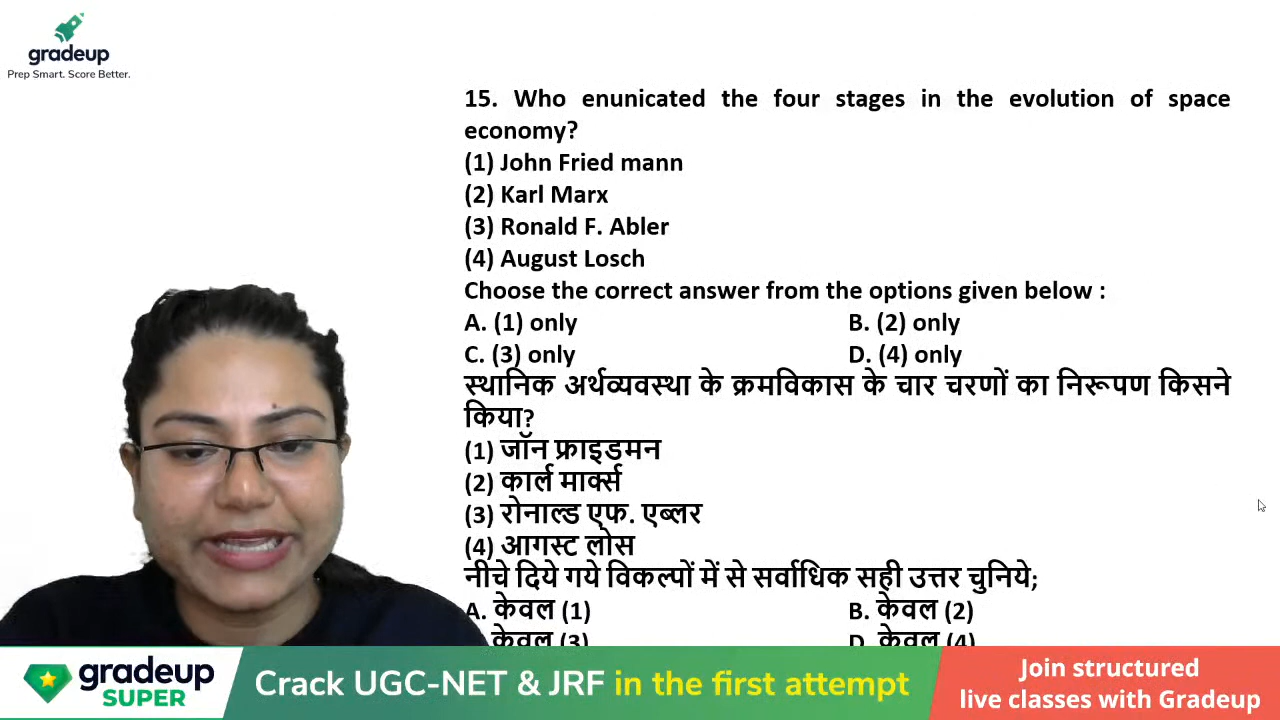 gradeup
Prep Smart. Score Better.
15. Who enunicated the four stages in the evolution of space
economy?
(1) John Fried mann
(2) Karl Marx
(3) Ronald F. Abler
(4) August Losch
Choose the correct answer from the options given below :
A. (1) only B. (2) only
C. (3) only D. (4) only
स्थानिक अर्थव्यवस्था के क्रमविकास के चार चरणों का निरूपण किसने
किया?
(1) जॉन फ्राइडमन
(2) कार्ल मार्क्स
(3) रोनाल्ड एफ. एब्लर
(4) आगस्ट लोस
नीचे दिये गये विकल्पों में से सर्वाधिक सही उत्तर चुनिये;
A. केवल (1) B. केवल (2)
केवल (3) D. केवल (4)
gradeup
SUPER
Crack UGC-NET & JRF in the first attempt
Join structured
live classes with Gradeup